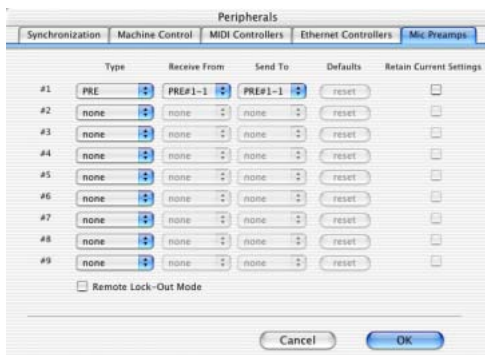 Peripherals
Synchronization Machine Control MIDI Controllers Ethernet Controllers Mic Preamps
Type Receive From Send To Defaults Retain Current Settings
#1 PRE PRE#1-1 PRE#1-1 reset
#2 none none none reset
#3 none none none reset
#4 none none none reset
#5 none none none reset
#6 none none none reset
#7 none none none reset
#8 none none none reset
#9 none none none reset
Remote Lock-Out Mode
Cancel OK